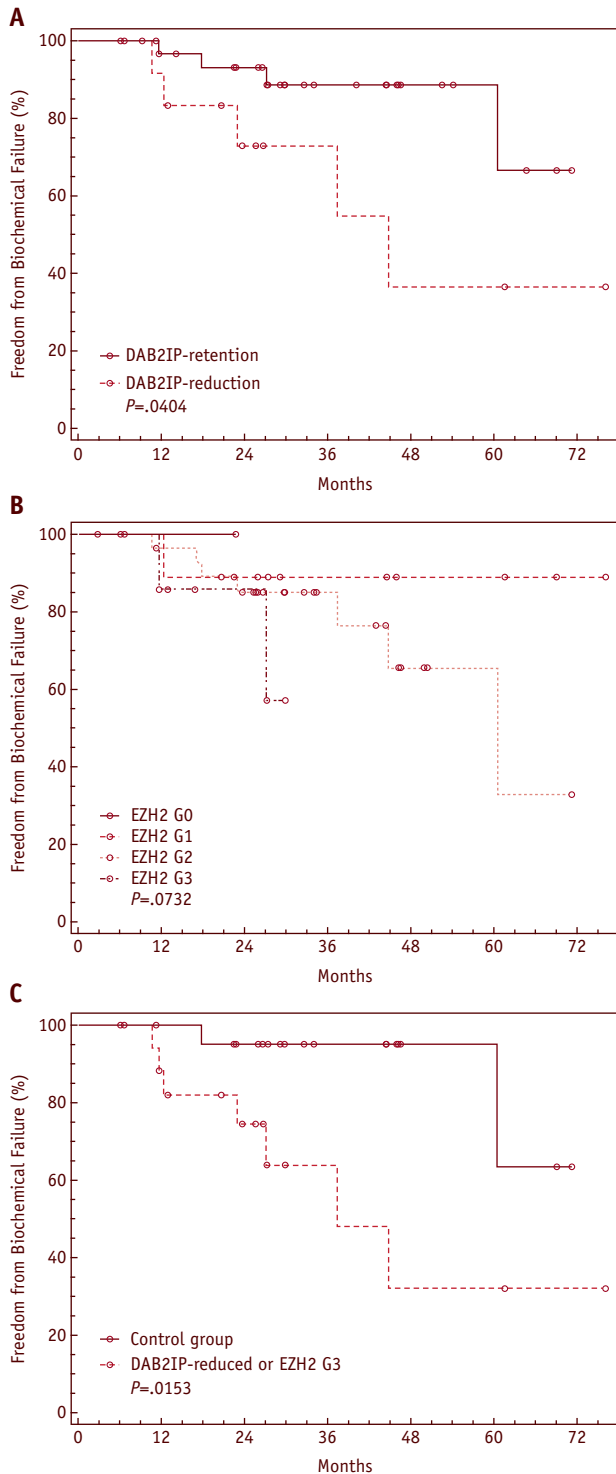 A
Freedom from Biochemical Failure (%)
100
80
60
40
20
0
DAB2IP-retention
DAB2IP-reduction
P=.0404
0 12 24 36 48 60 72
Months
B
Freedom from Biochemical Failure (%)
100
80
60
40
20
0
EZH2 G0
EZH2 G1
EZH2 G2
EZH2 G3
P=.0732
0 12 24 36 48 60 72
Months
C
Freedom from Biochemical Failure (%)
100
80
60
40
20
0
Control group
DAB2IP-reduced or EZH2 G3
P=.0153
0 12 24 36 48 60 72
Months